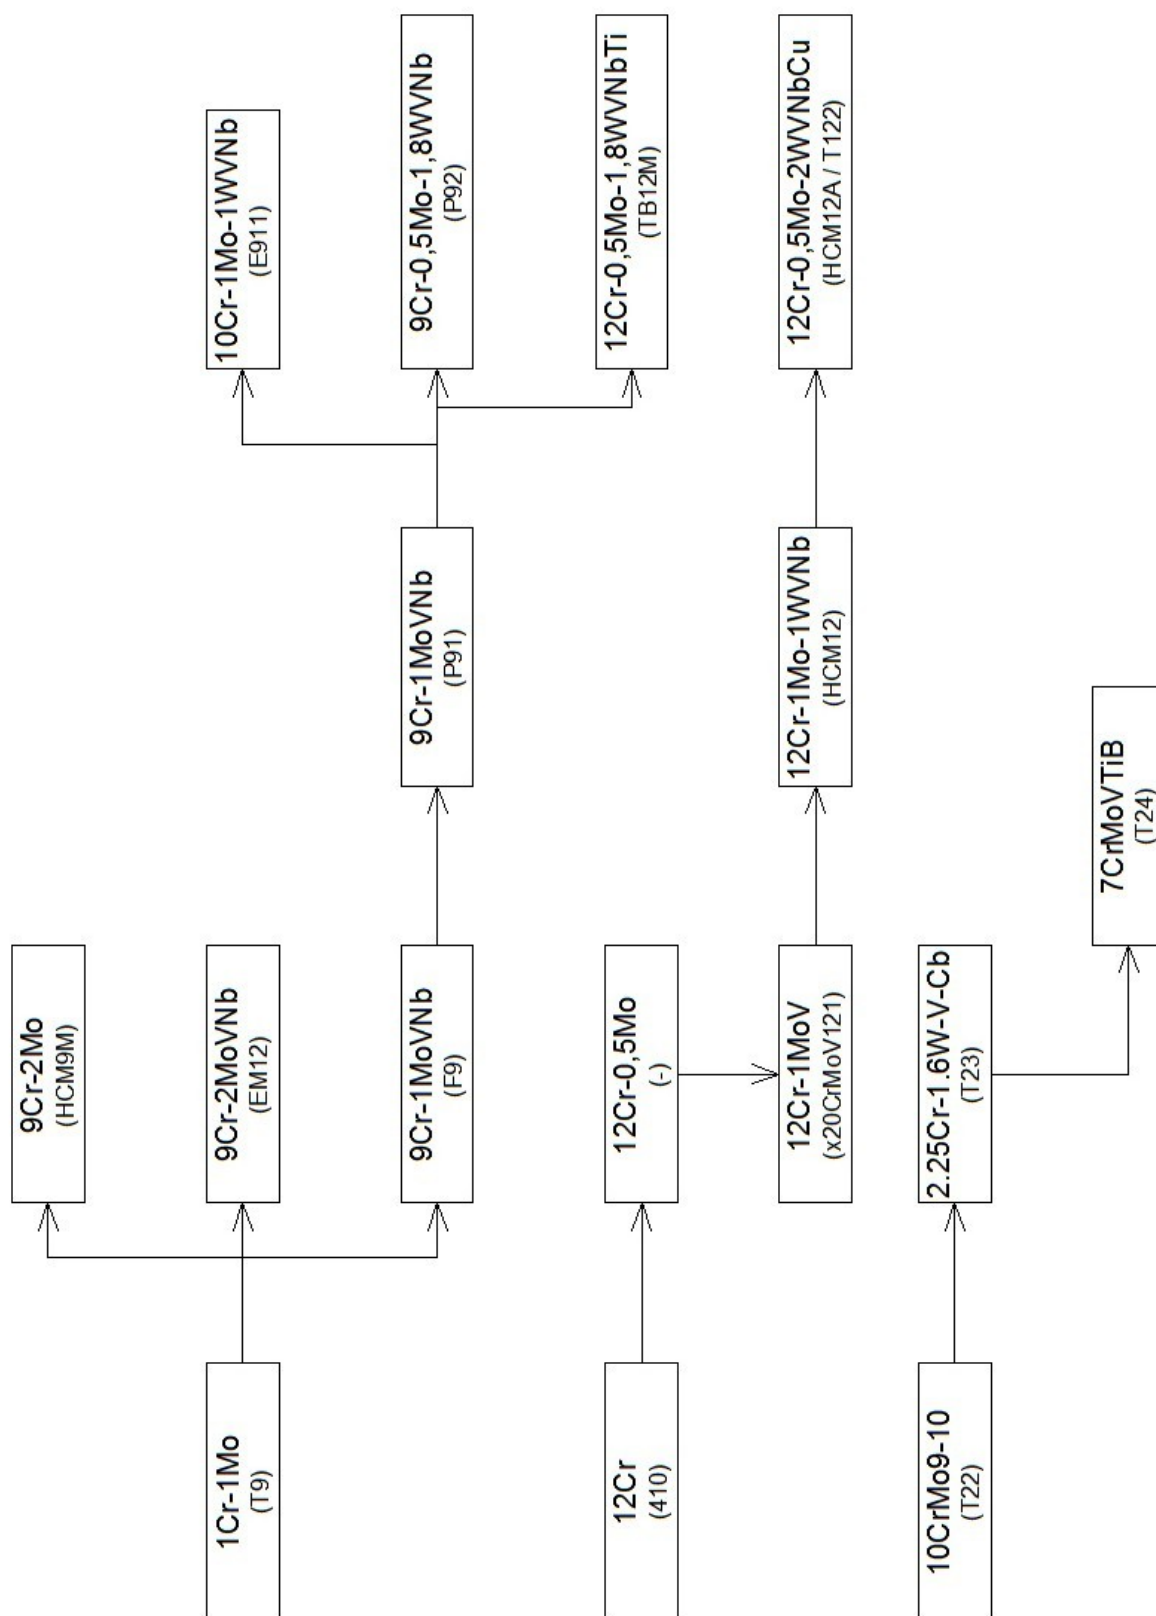 1Cr-1Mo
(T9)
9Cr-2Mo
(HCM9M)
9Cr-2MoVNb
(EM12)
9Cr-1MoVNb
(F9)
9Cr-1MoVNb
(P91)
10Cr-1Mo-1WVNb
(E911)
9Cr-0,5Mo-1,8WVNb
(P92)
12Cr-0,5Mo-1,8WVNbTi
(TB12M)
12Cr
(410)
12Cr-0,5Mo
(-)
12Cr-1MoV
(x20CrMoV121)
12Cr-1Mo-1WVNb
(HCM12)
12Cr-0,5Mo-2WVNbCu
(HCM12A / T122)
10CrMo9-10
(T22)
2.25Cr-1.6W-V-Cb
(T23)
7CrMoVTiB
(T24)